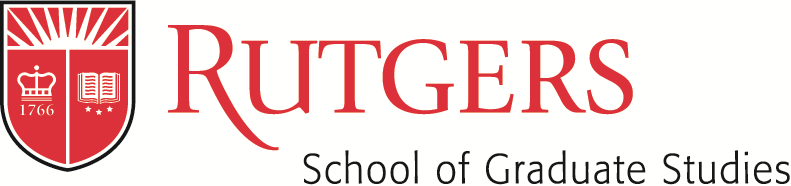 1766
RUTGERS
School of Graduate Studies